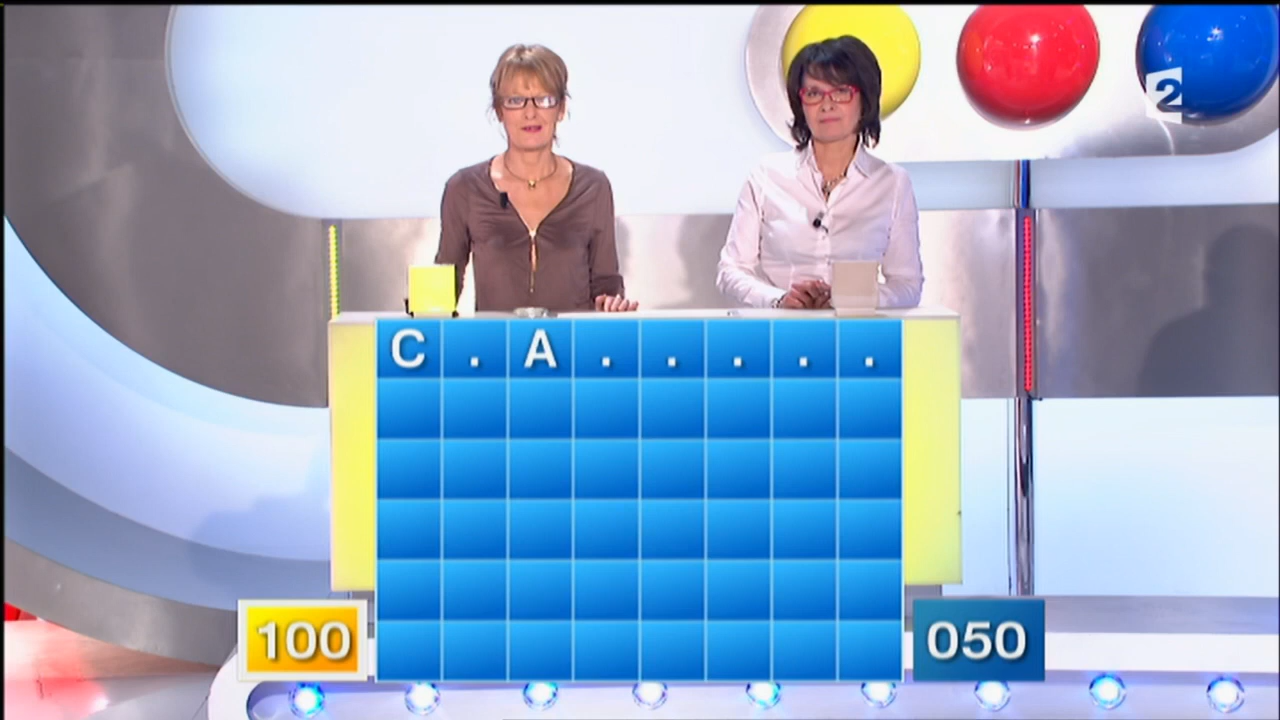 2
C . A . . . . .
100
050